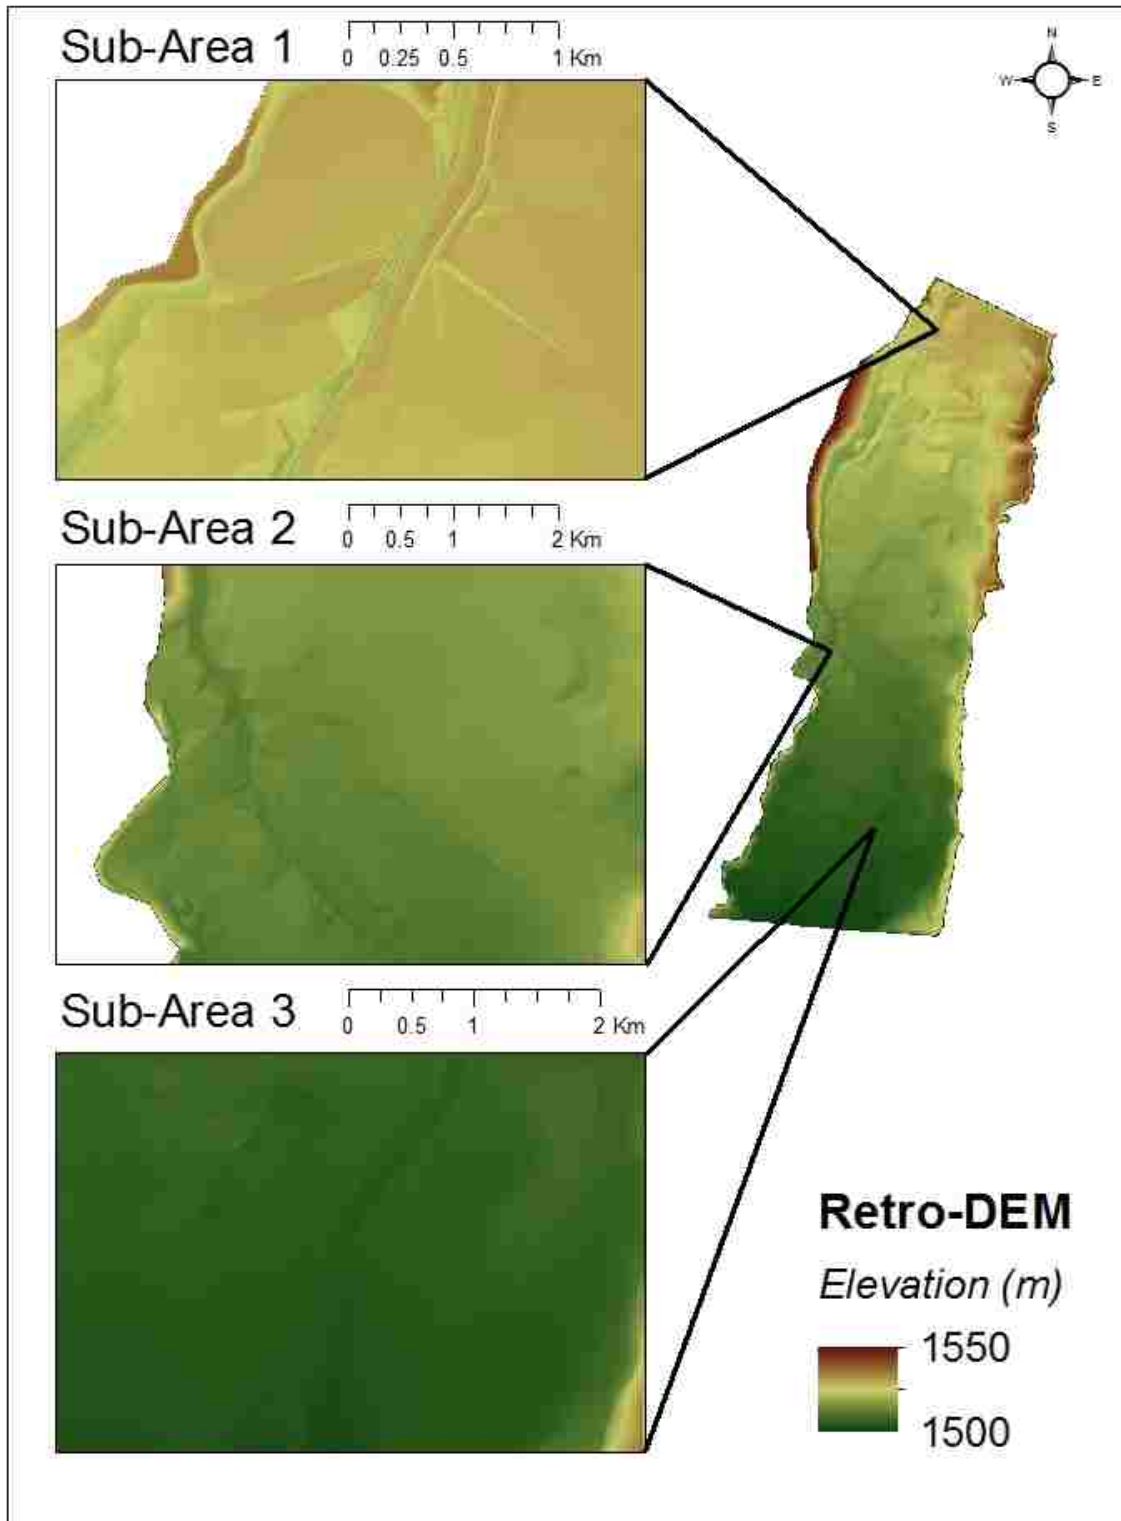 Sub-Area 1
0 0.25 0.5 1 Km
N
W E
S
Sub-Area 2
0 0.5 1 2 Km
Sub-Area 3
0 0.5 1 2 Km
Retro-DEM
Elevation (m)
1550
1500